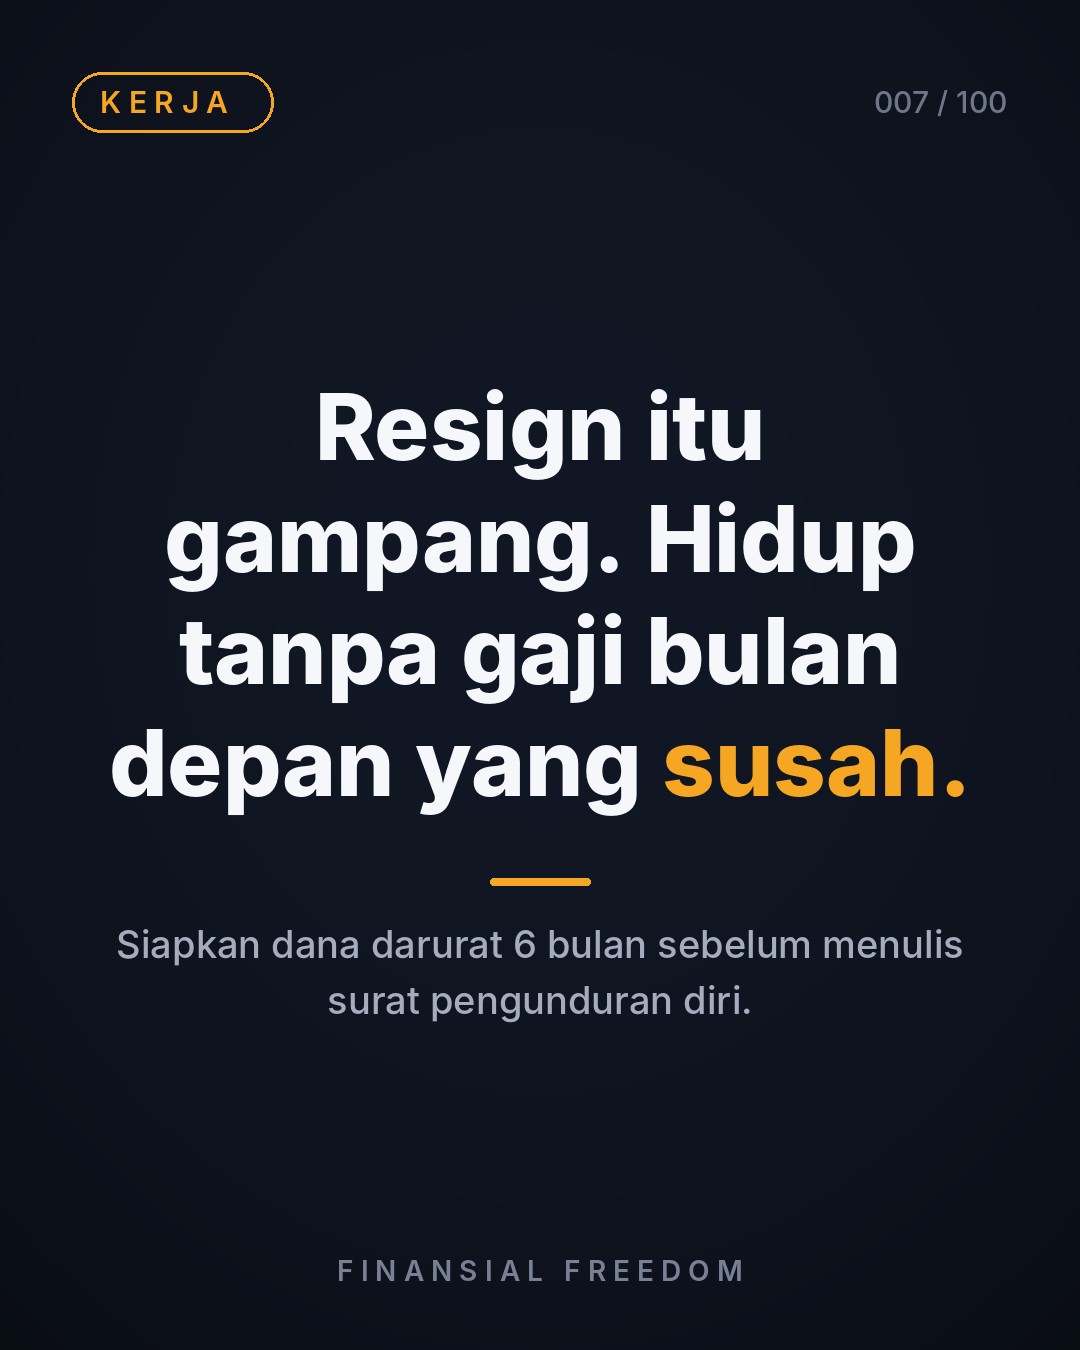 KERJA
007 / 100
Resign itu
gampang. Hidup
tanpa gaji bulan
depan yang susah.
Siapkan dana darurat 6 bulan sebelum menulis
surat pengunduran diri.
FINANSIAL FREEDOM